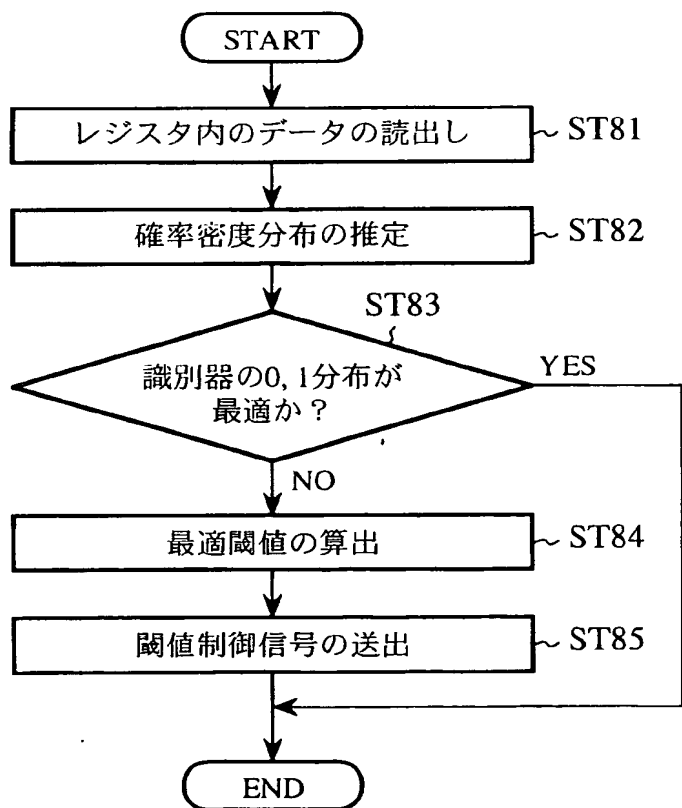 START
レジスタ内のデータの読出し
ST81
確率密度分布の推定
ST82
ST83
識別器の0, 1分布が
最適か？
YES
NO
最適閾値の算出
ST84
閾値制御信号の送出
ST85
END